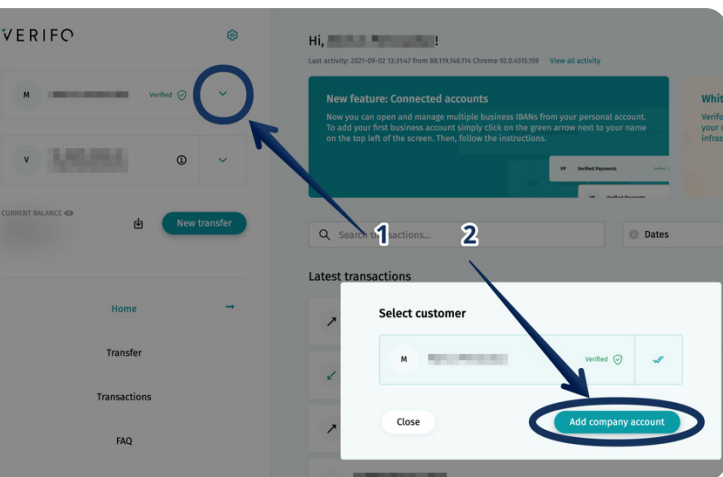 VERIFO
M
Verified
V
CURRENT BALANCE
New transfer
Home
Transfer
Transactions
FAQ
Hi, !
Last activity: 2021-09-02 13:31:47 from 88.119.146.114 Chrome 92.0.4515.159 View all activity
New feature: Connected accounts
Now you can open and manage multiple business IBANs from your personal account.
To add your first business account simply click on the green arrow next to your name
on the top left of the screen. Then, follow the instructions.
VP Verified Payments
Whit
Verifo
your
infras
Search transactions...
Dates
1
2
Latest transactions
Select customer
M
Verified
Close
Add company account